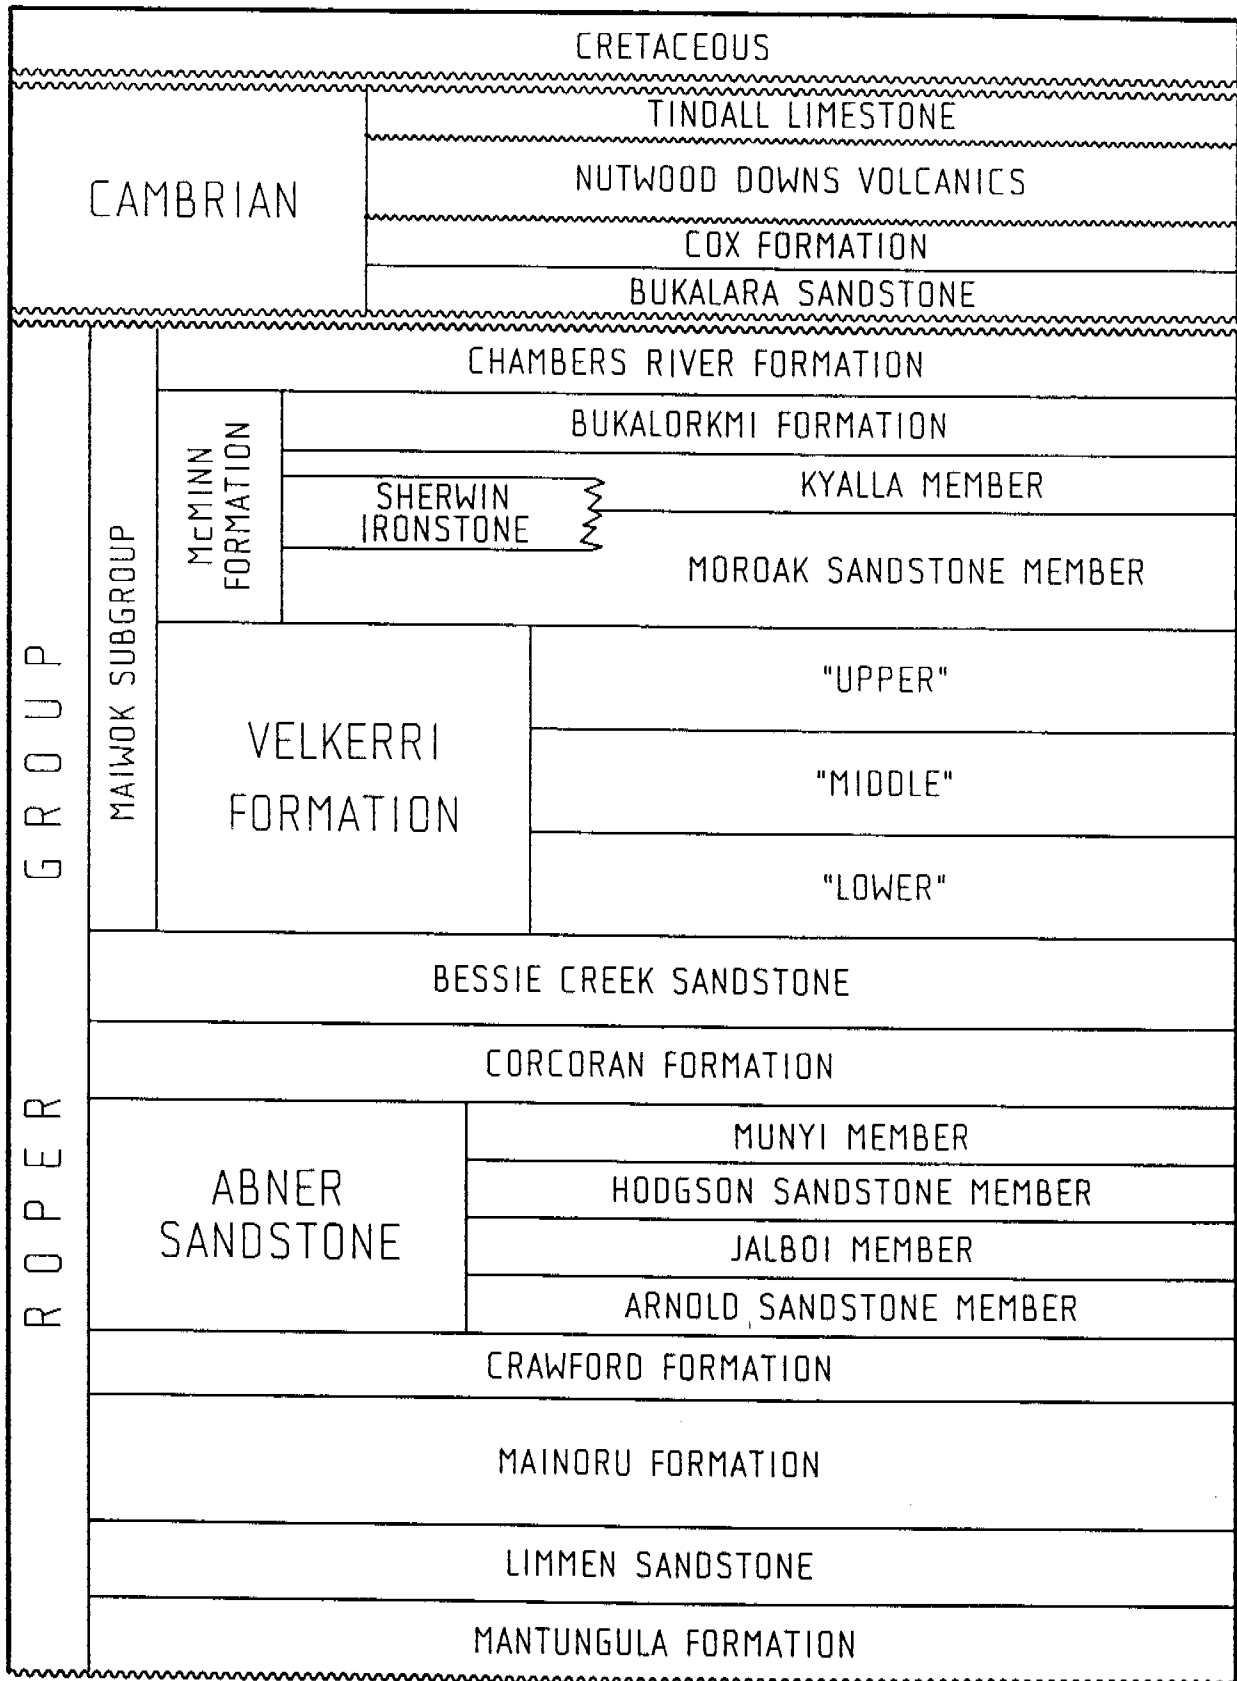 CRETACEOUS
CAMBRIAN
TINDALL LIMESTONE
NUTWOOD DOWNS VOLCANICS
COX FORMATION
BUKALARA SANDSTONE
ROPER GROUP
MAIWOK SUBGROUP
CHAMBERS RIVER FORMATION
McMINN
FORMATION
BUKALORKMI FORMATION
KYALLA MEMBER
SHERWIN
IRONSTONE
MOROAK SANDSTONE MEMBER
VELKERRI
FORMATION
"UPPER"
"MIDDLE"
"LOWER"
BESSIE CREEK SANDSTONE
CORCORAN FORMATION
ABNER
SANDSTONE
MUNYI MEMBER
HODGSON SANDSTONE MEMBER
JALBOI MEMBER
ARNOLD SANDSTONE MEMBER
CRAWFORD FORMATION
MAINORU FORMATION
LIMMEN SANDSTONE
MANTUNGULA FORMATION